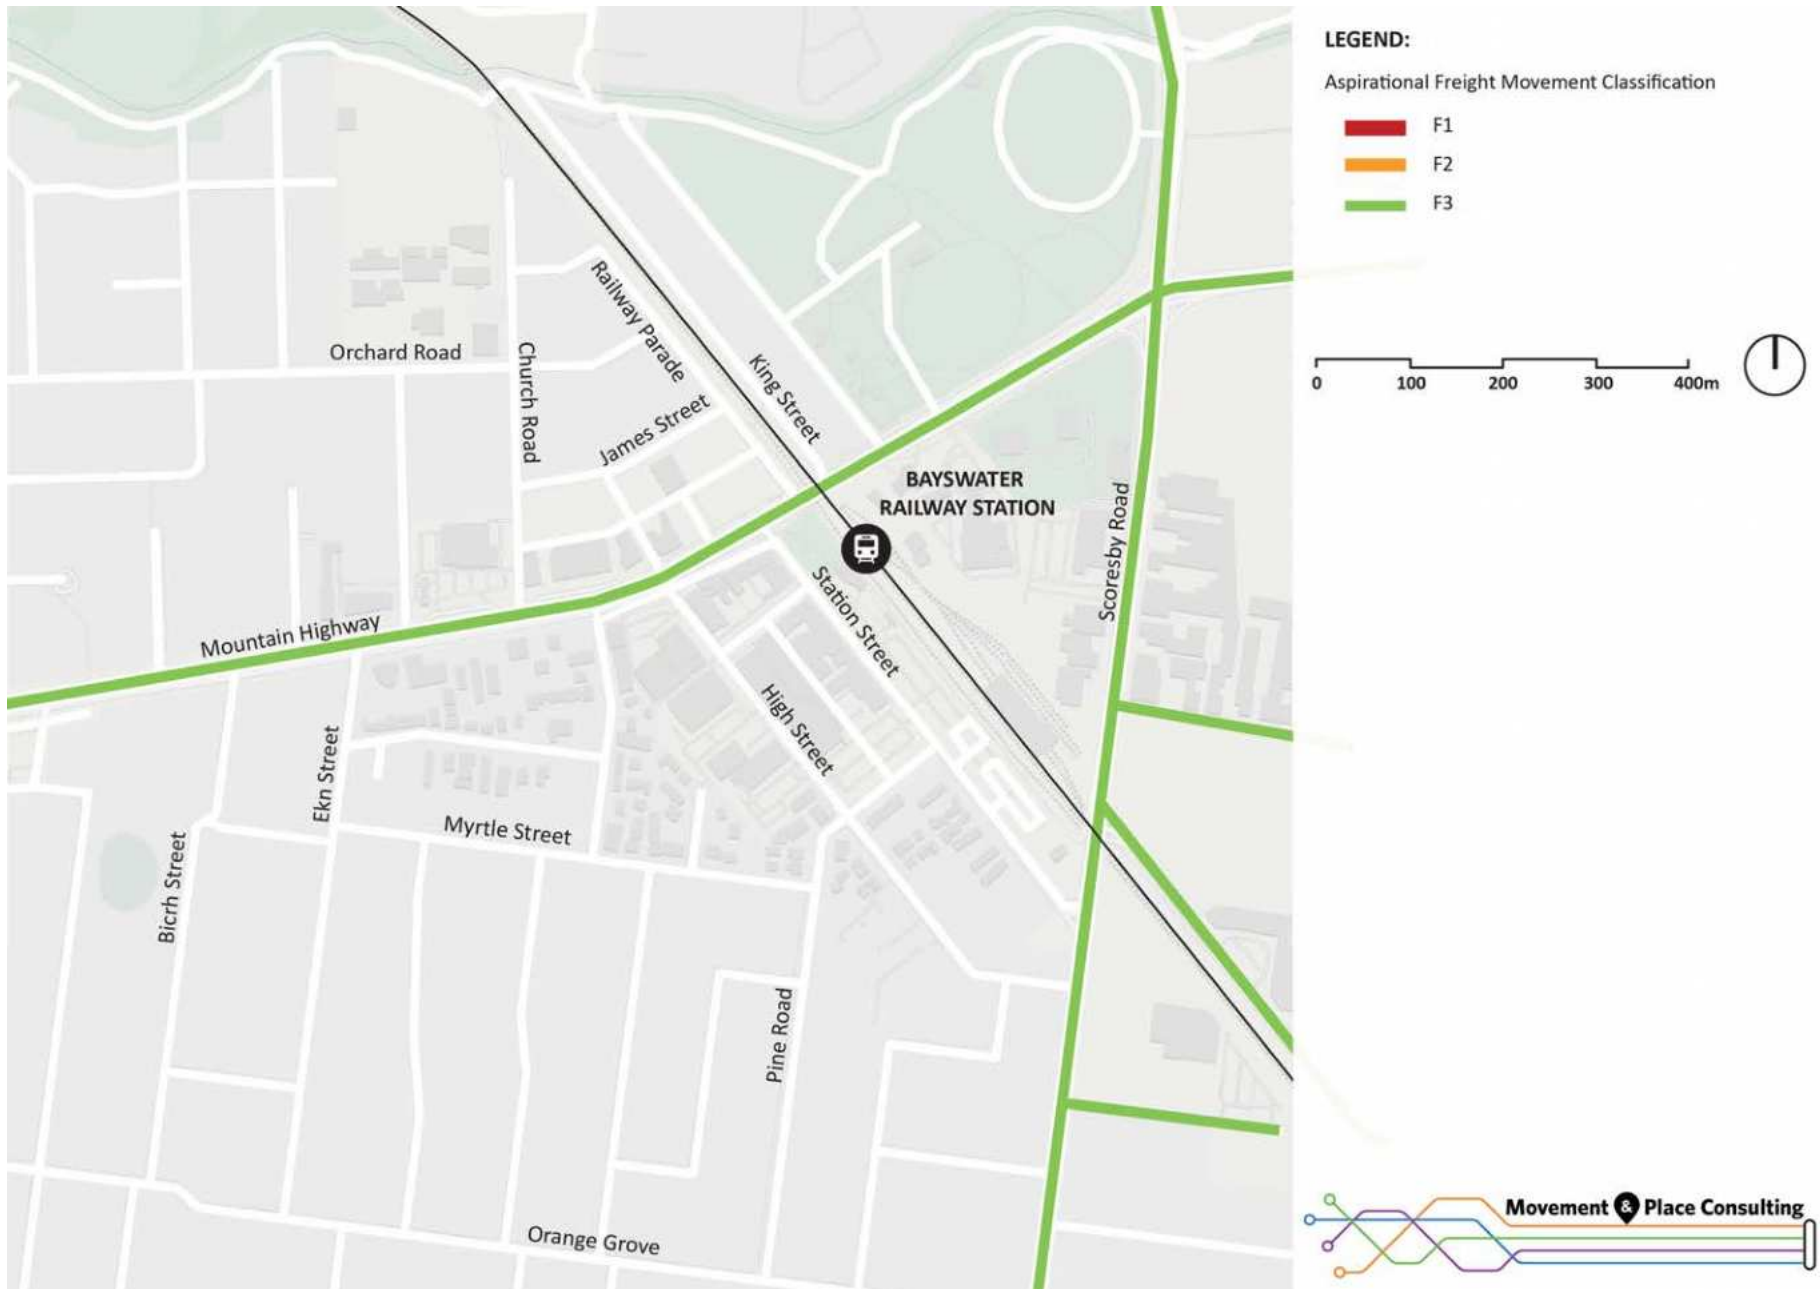 LEGEND:
Aspirational Freight Movement Classification
F1
F2
F3
0 100 200 300 400m
Orchard Road
Church Road
Railway Parade
James Street
King Street
BAYSWATER
RAILWAY STATION
Scoresby Road
Mountain Highway
Station Street
High Street
Ekn Street
Myrtle Street
Bicrh Street
Pine Road
Orange Grove
Movement & Place Consulting